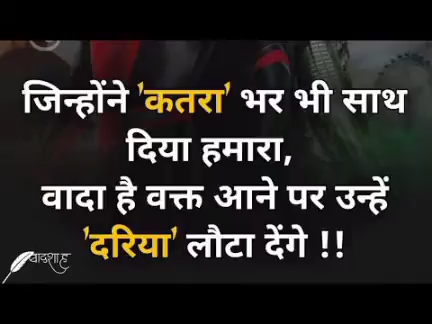 जिन्होंने 'कतरा' भर भी साथ
दिया हमारा,
वादा है वक्त आने पर उन्हें
'दरिया' लौटा देंगे !!
बादशाह